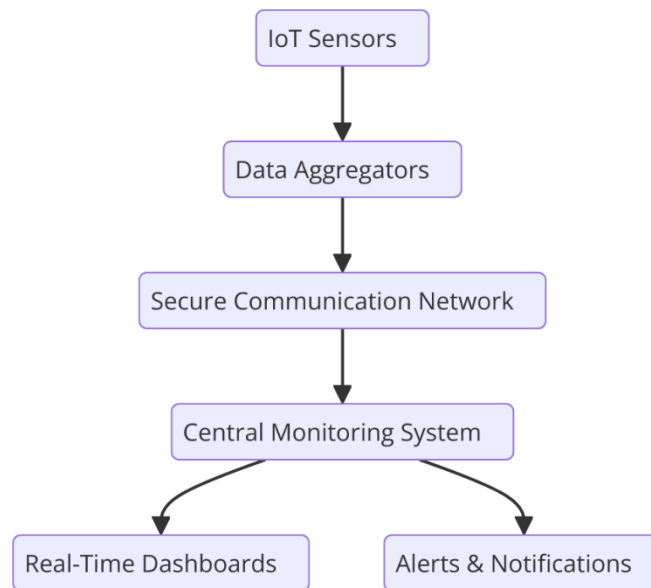 IoT Sensors
Data Aggregators
Secure Communication Network
Central Monitoring System
Real-Time Dashboards
Alerts & Notifications